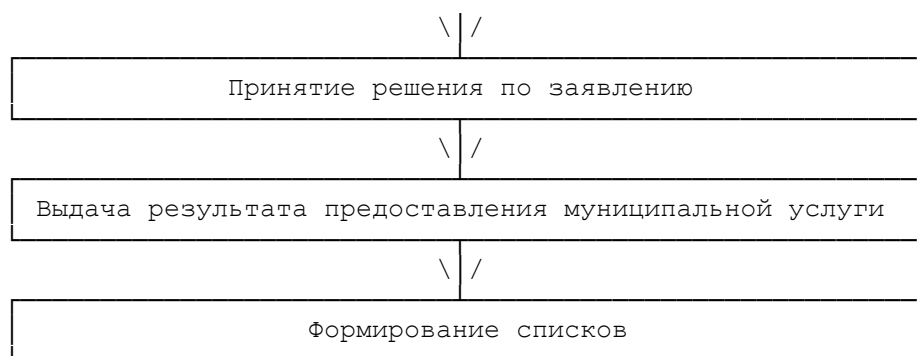 Принятие решения по заявлению
Выдача результата предоставления муниципальной услуги
Формирование списков